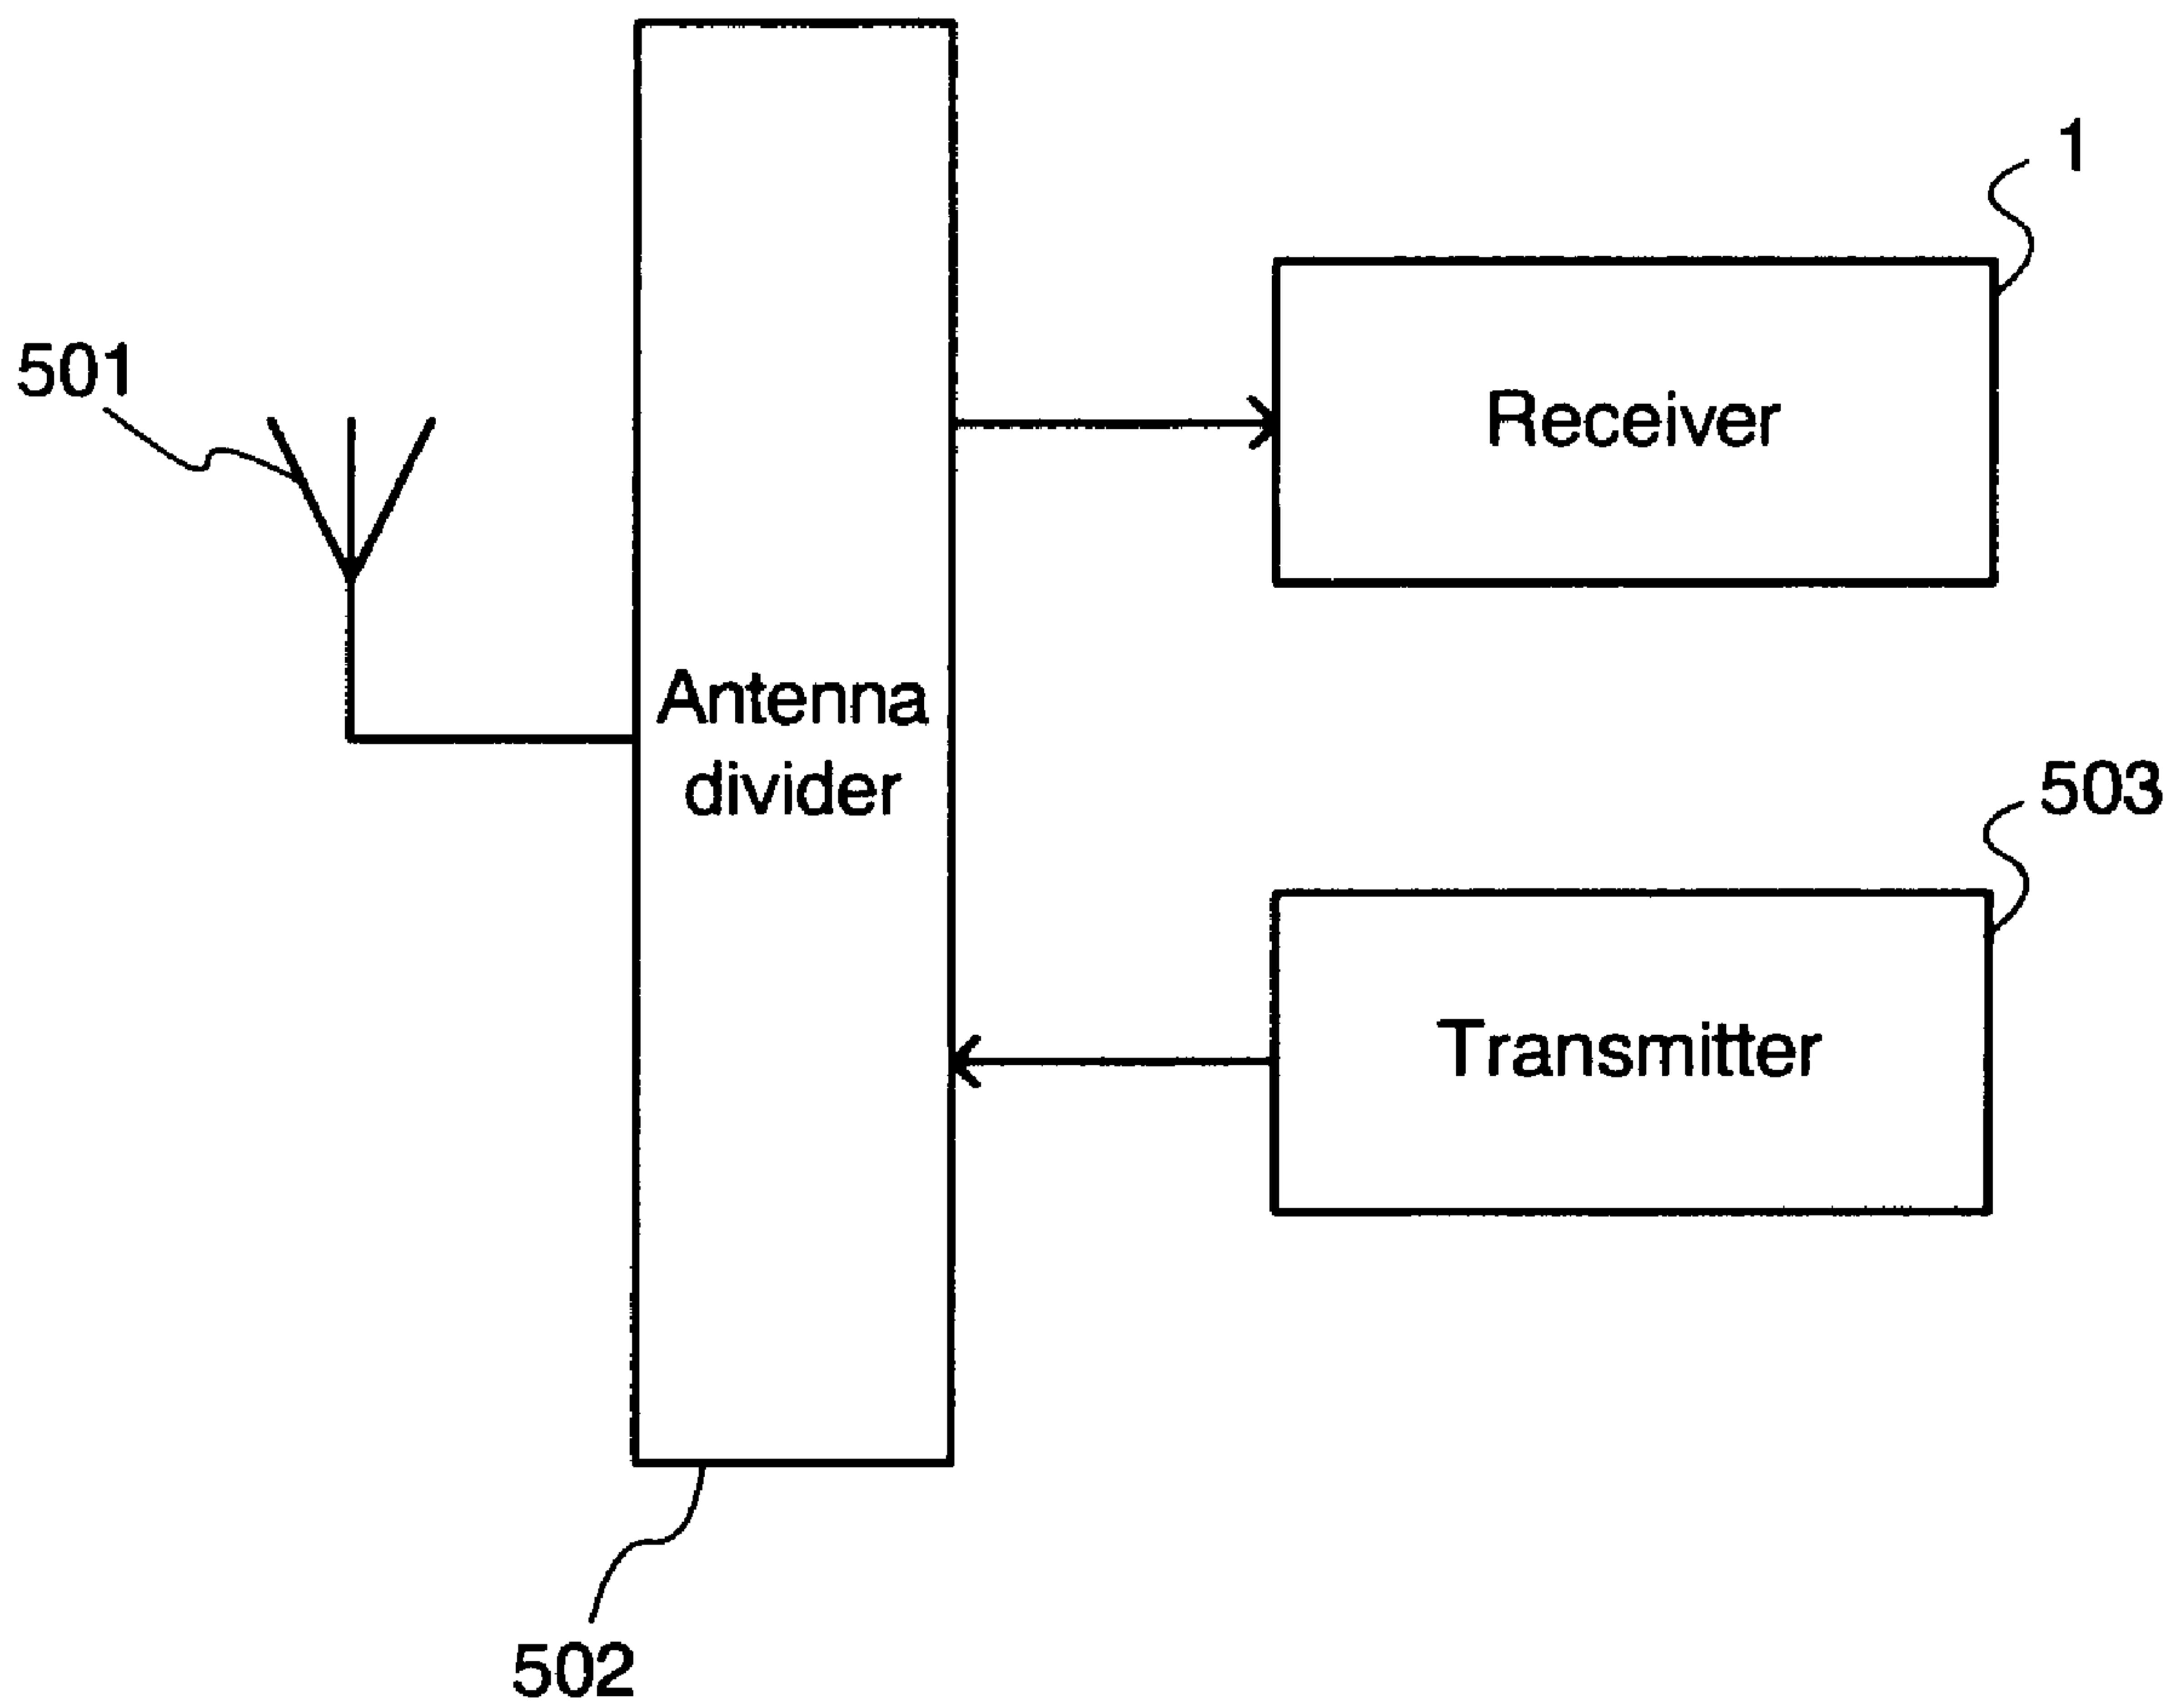 1
501
Receiver
Antenna
divider
503
Transmitter
502